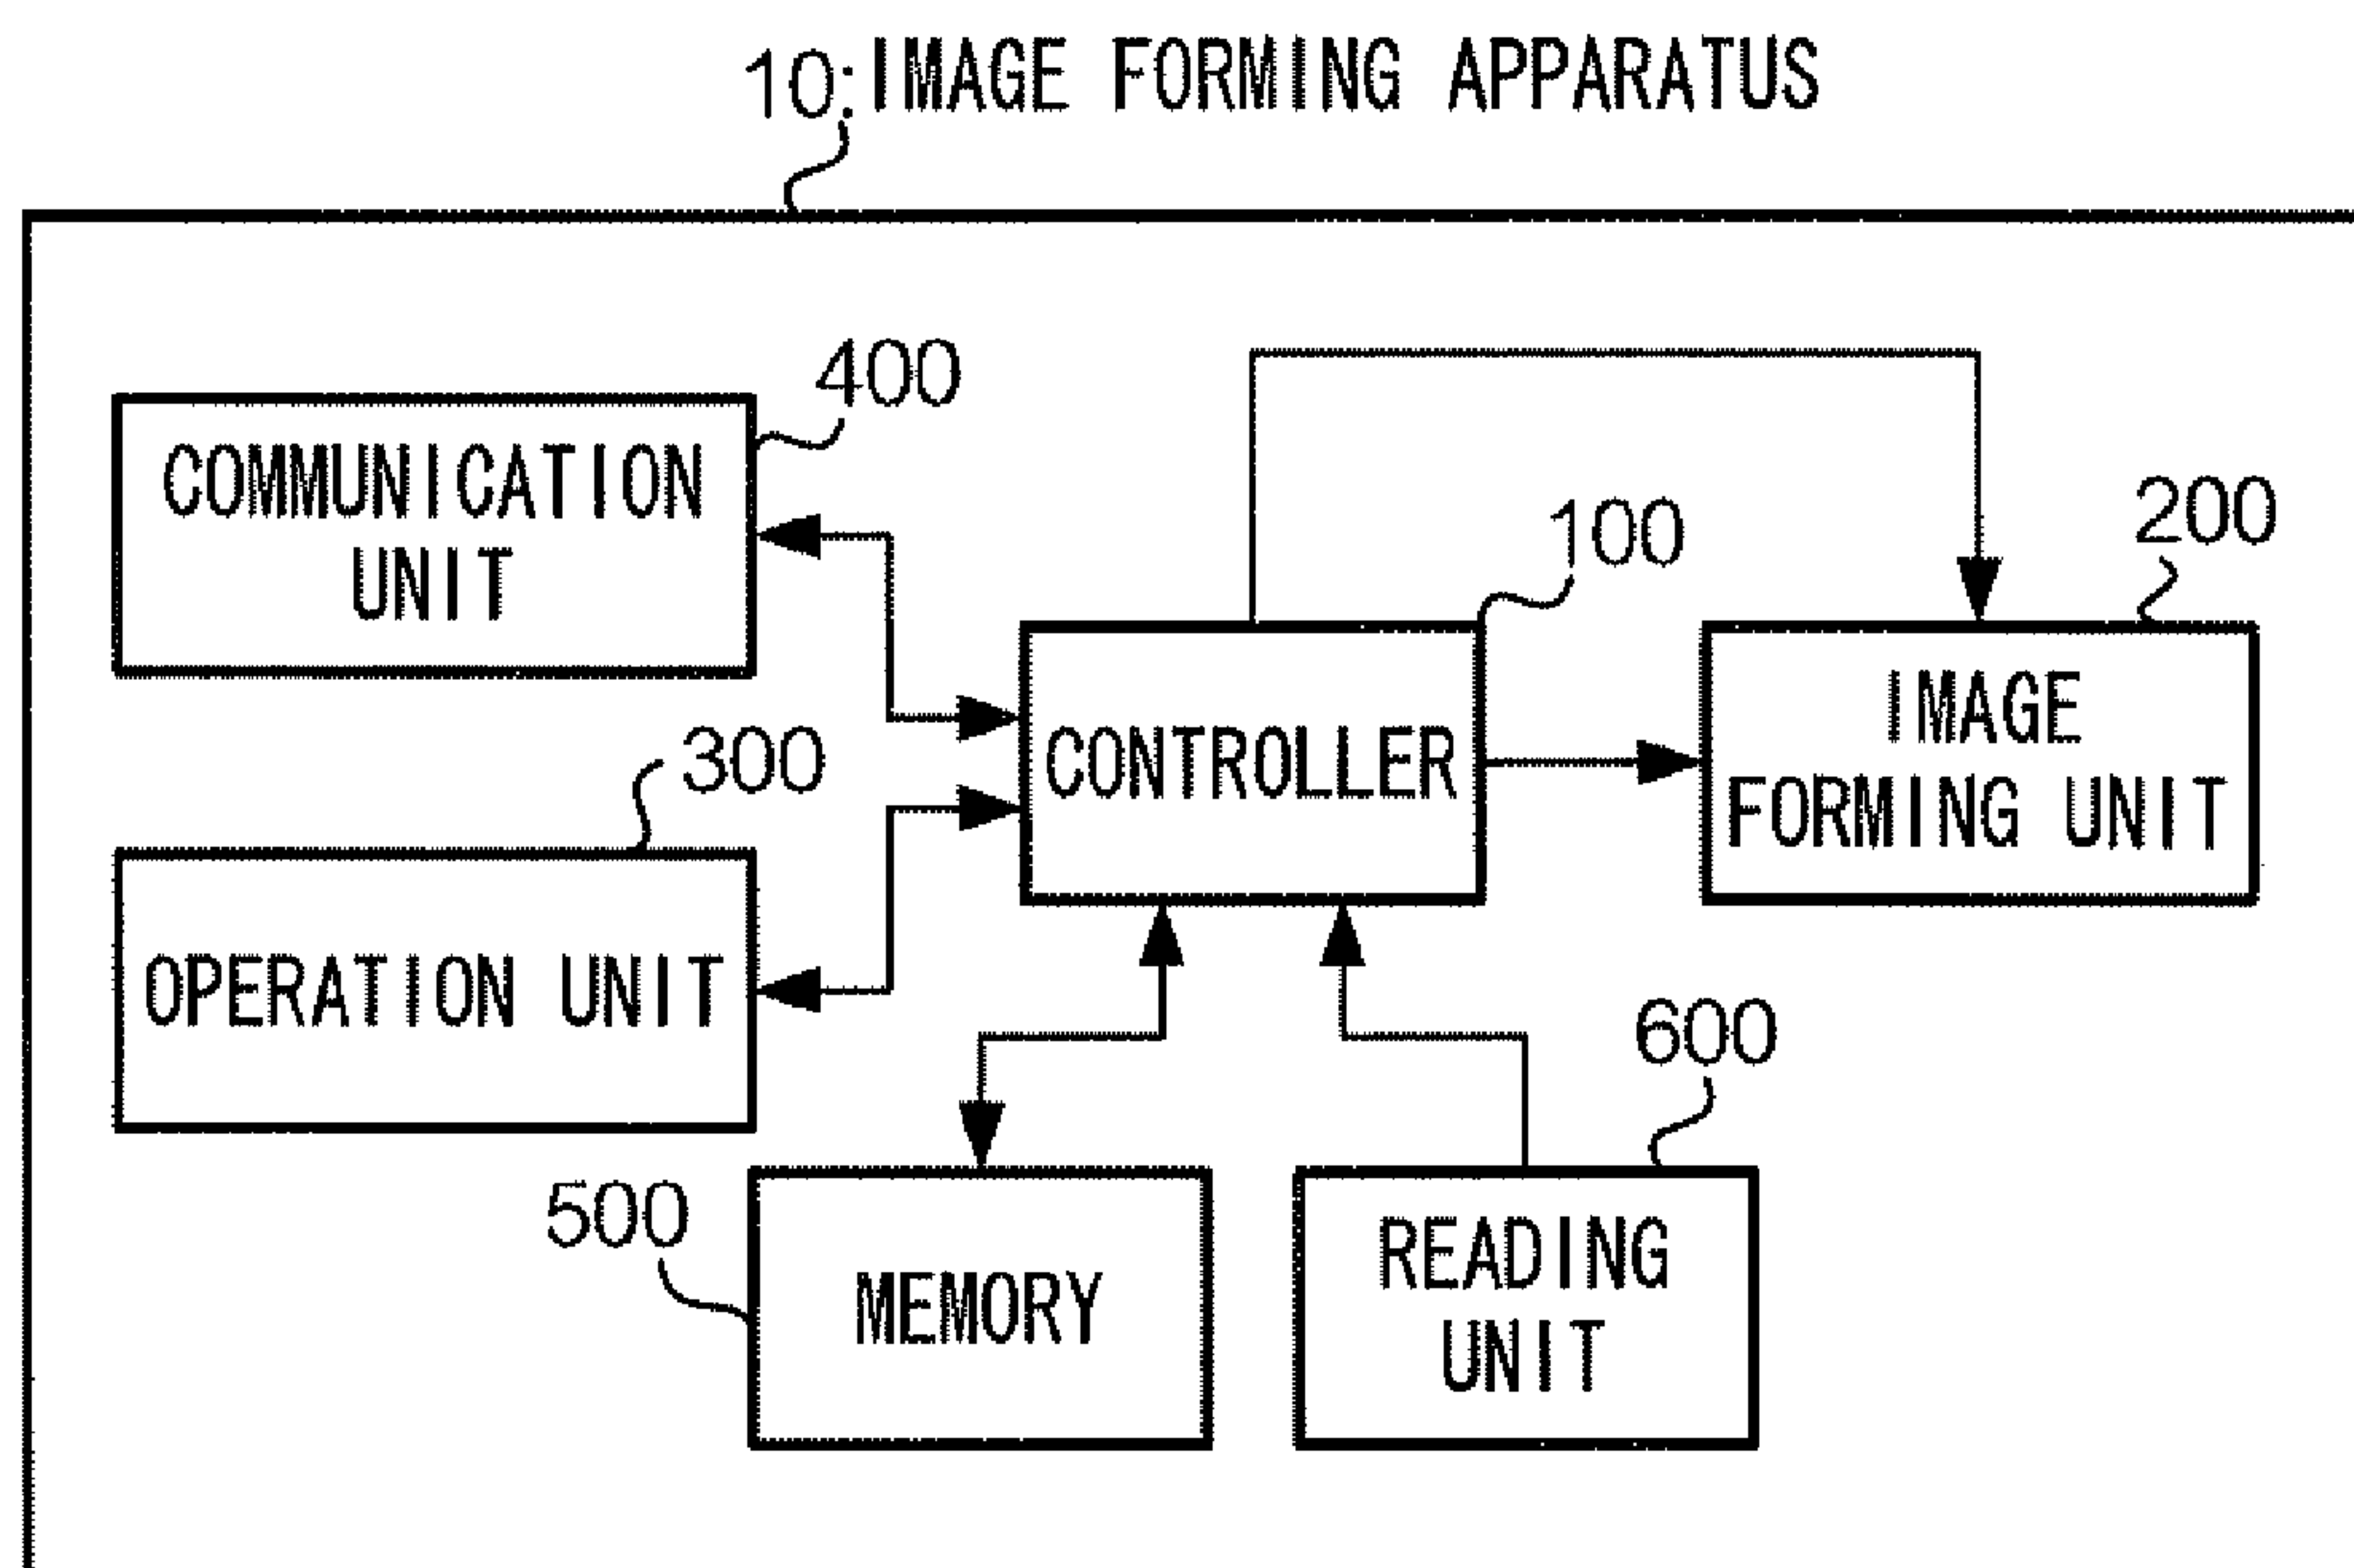 10:IMAGE FORMING APPARATUS
400
COMMUNICATION
UNIT
100
200
CONTROLLER
IMAGE
FORMING UNIT
300
OPERATION UNIT
600
500
MEMORY
READING
UNIT